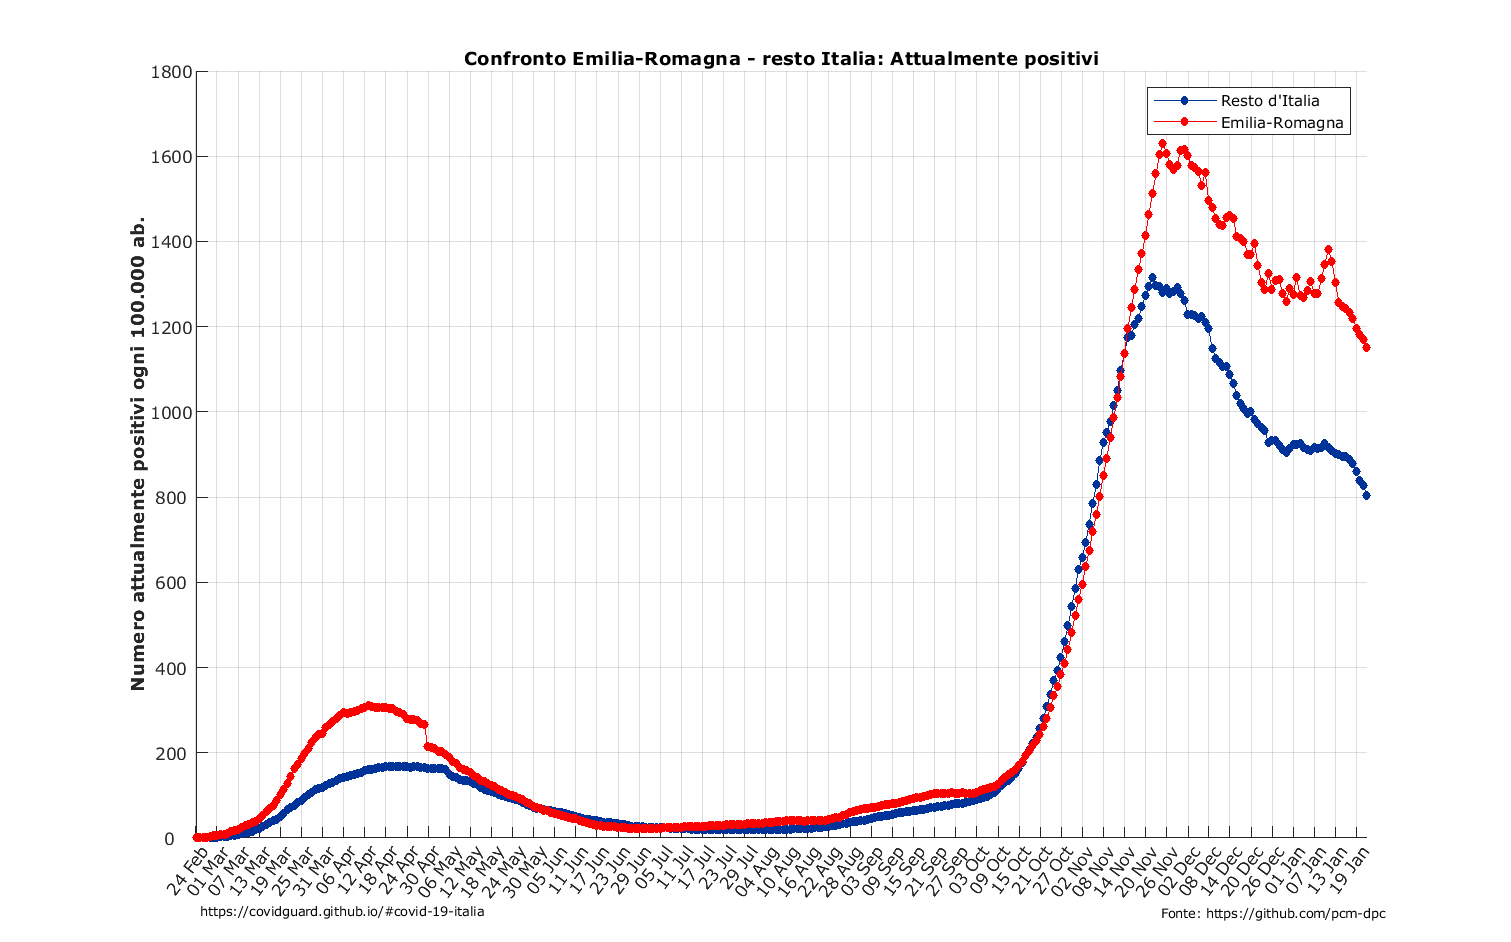 Confronto Emilia-Romagna - resto Italia: Attualmente positivi
Resto d'Italia
Emilia-Romagna
Numero attualmente positivi ogni 100.000 ab.
1800
1600
1400
1200
1000
800
600
400
200
0
24 Feb
01 Mar
07 Mar
13 Mar
19 Mar
25 Mar
31 Mar
06 Apr
12 Apr
18 Apr
24 Apr
30 Apr
06 May
12 May
18 May
24 May
30 May
05 Jun
11 Jun
17 Jun
23 Jun
29 Jun
05 Jul
11 Jul
17 Jul
23 Jul
29 Jul
04 Aug
10 Aug
16 Aug
22 Aug
28 Aug
03 Sep
09 Sep
15 Sep
21 Sep
27 Sep
03 Oct
09 Oct
15 Oct
21 Oct
27 Oct
02 Nov
08 Nov
14 Nov
20 Nov
26 Nov
02 Dec
08 Dec
14 Dec
20 Dec
26 Dec
01 Jan
07 Jan
13 Jan
19 Jan
https://covidguard.github.io/#covid-19-italia
Fonte: https://github.com/pcm-dpc